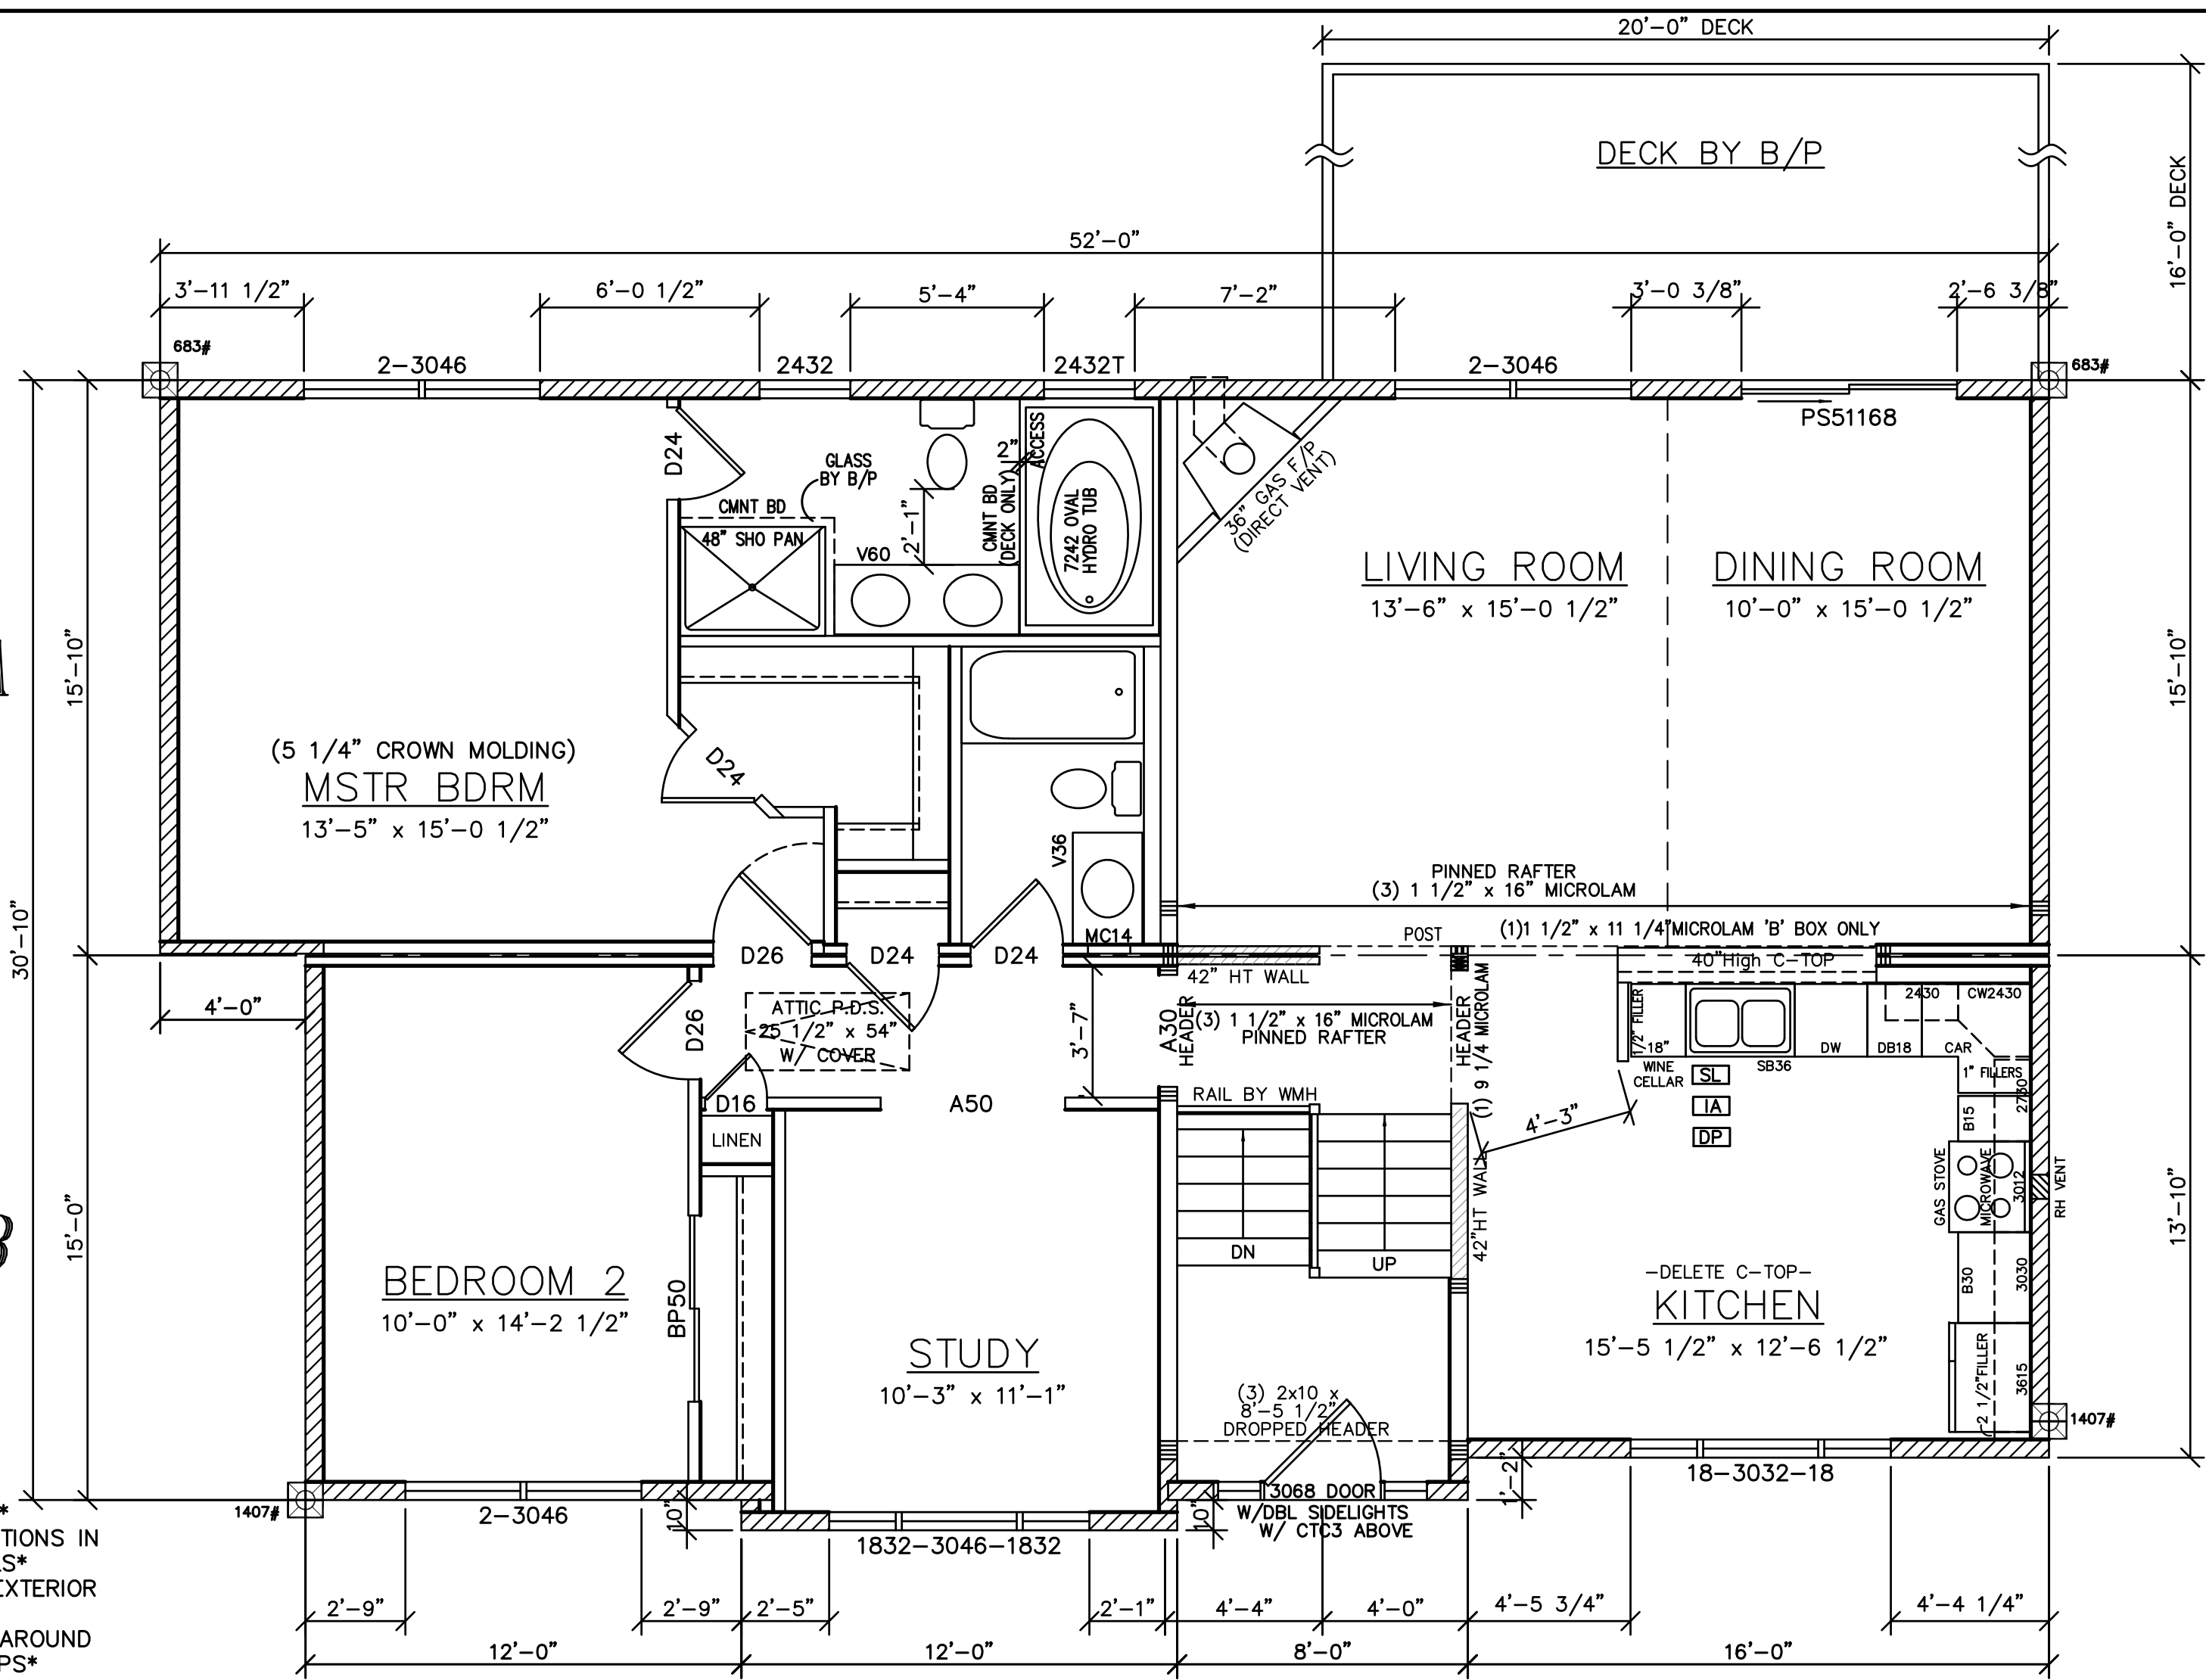 20'-0" DECK
DECK BY B/P
16'-0" DECK
52'-0"
3'-11 1/2"
6'-0 1/2"
5'-4"
7'-2"
3'-0 3/8"
2'-6 3/8"
683#
2-3046
2432
2432T
2-3046
683#
PS51168
D24
GLASS
BY B/P
CMNT BD
48" SHO PAN
V60
2'-1"
2"
CMNT BD
(DECK ONLY)
ACCESS
7242 OVAL
HYDRO TUB
36" GAS F/P
(DIRECT VENT)
LIVING ROOM
13'-6" x 15'-0 1/2"
DINING ROOM
10'-0" x 15'-0 1/2"
15'-10"
15'-10"
30'-10"
(5 1/4" CROWN MOLDING)
MSTR BDRM
13'-5" x 15'-0 1/2"
D24
V36
MC14
PINNED RAFTER
(3) 1 1/2" x 16" MICROLAM
POST
(1)1 1/2" x 11 1/4"MICROLAM 'B' BOX ONLY
D26
D24
D24
42" HT WALL
40"High C-TOP
4'-0"
D26
ATTIC P.D.S.
25 1/2" x 54"
W/ COVER
3'-7"
A30
HEADER
(3) 1 1/2" x 16" MICROLAM
PINNED RAFTER
HEADER
(1) 9 1/4 MICROLAM
1/2" FILLER
18"
WINE
CELLAR
SB36
DW
DB18
2430
CW2430
CAR
1" FILLERS
2730
SL
IA
DP
RAIL BY WMH
D16
A50
LINEN
4'-3"
B15
GAS STOVE
MICROWAVE
3012
RH VENT
42"HT WALL
DN
UP
15'-0"
13'-10"
BEDROOM 2
10'-0" x 14'-2 1/2"
BP50
STUDY
10'-3" x 11'-1"
-DELETE C-TOP-
KITCHEN
15'-5 1/2" x 12'-6 1/2"
B30
3030
2 1/2"FILLER
3615
(3) 2x10 x
8'-5 1/2"
DROPPED HEADER
1407#
1407#
2-3046
10"
1832-3046-1832
10"
3068 DOOR
W/DBL SIDELIGHTS
W/ CTC3 ABOVE
1'-2"
18-3032-18
TIONS IN
S*
EXTERIOR
AROUND
PS*
2'-9"
2'-9"
2'-5"
2'-1"
4'-4"
4'-0"
4'-5 3/4"
4'-4 1/4"
12'-0"
12'-0"
8'-0"
16'-0"